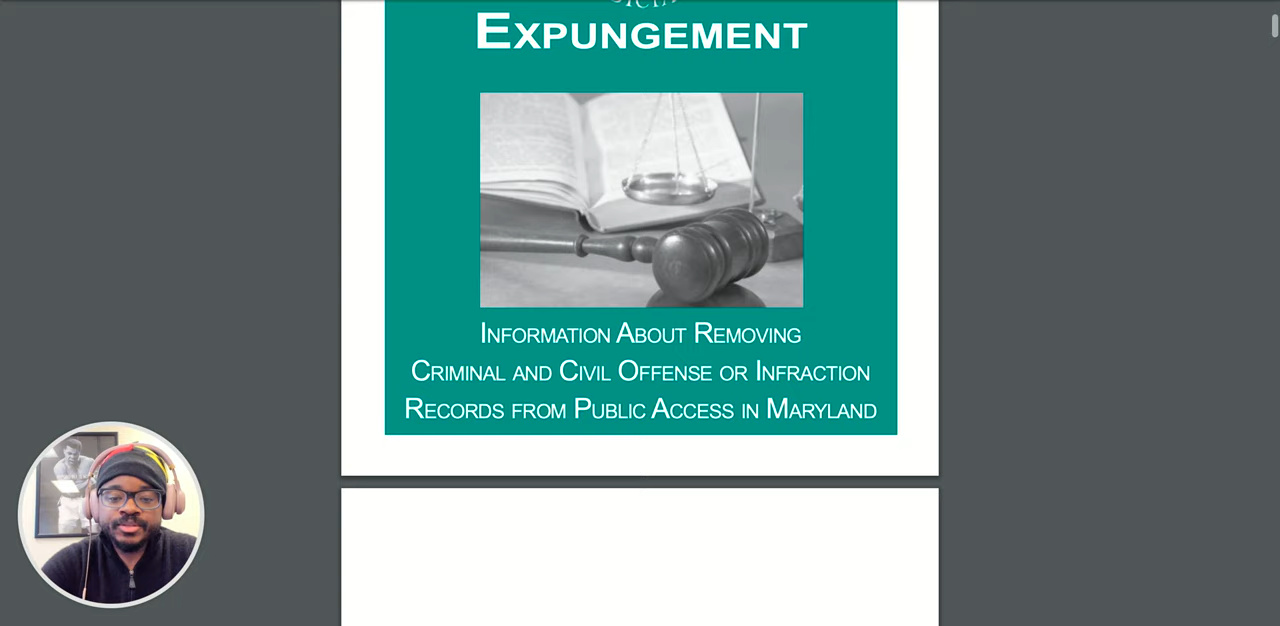 EXPUNGEMENT
INFORMATION ABOUT REMOVING
CRIMINAL AND CIVIL OFFENSE OR INFRACTION
RECORDS FROM PUBLIC ACCESS IN MARYLAND